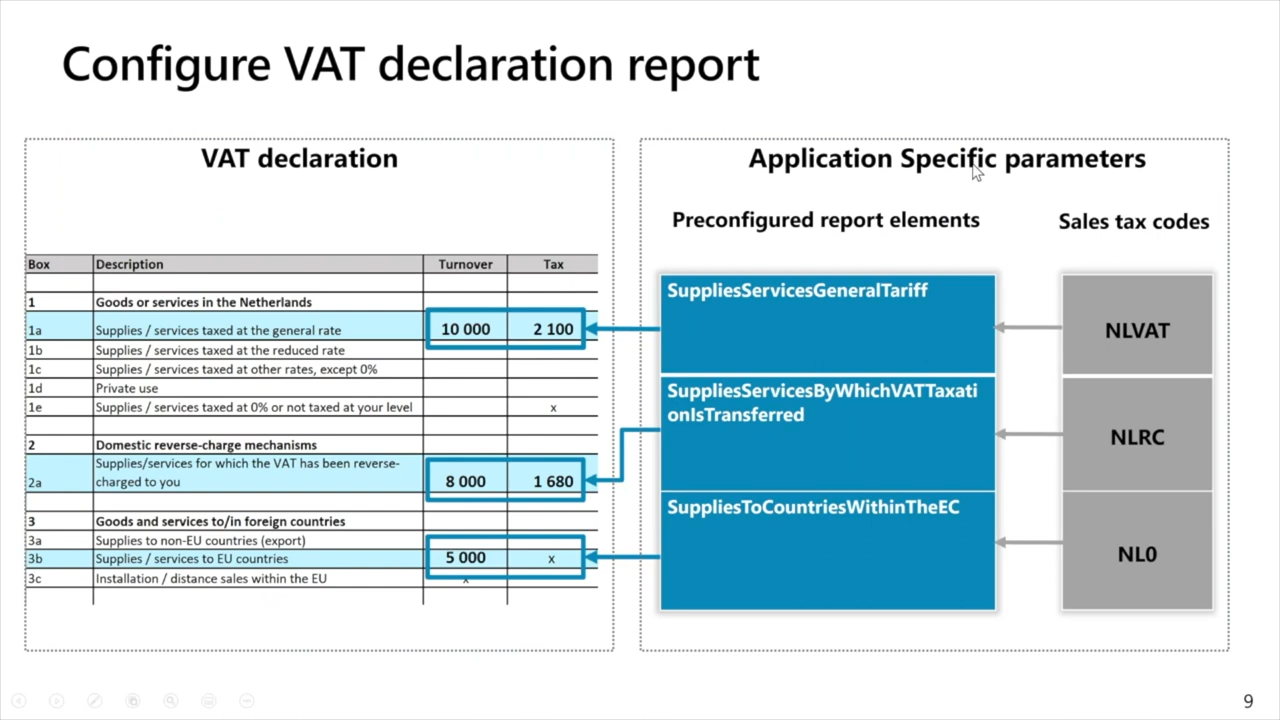 Configure VAT declaration report
VAT declaration
Box Description Turnover Tax
1 Goods or services in the Netherlands
1a Supplies / services taxed at the general rate 10 000 2 100
1b Supplies / services taxed at the reduced rate
1c Supplies / services taxed at other rates, except 0%
1d Private use
1e Supplies / services taxed at 0% or not taxed at your level x
2 Domestic reverse-charge mechanisms
Supplies/services for which the VAT has been reverse-
2a charged to you 8 000 1 680
3 Goods and services to/in foreign countries
3a Supplies to non-EU countries (export)
3b Supplies / services to EU countries 5 000 x
3c Installation / distance sales within the EU x
Application Specific parameters
Preconfigured report elements Sales tax codes
SuppliesServicesGeneralTariff
NLVAT
SuppliesServicesByWhichVATTaxati
onIsTransferred
NLRC
SuppliesToCountriesWithinTheEC
NL0
9